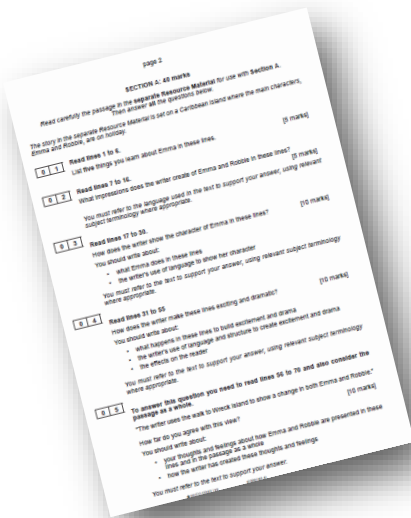 page 2
SECTION A: 40 marks
Read carefully the passage in the separate Resource Material for use with Section A.
Then answer all the questions below.
The story in the separate Resource Material is set on a Caribbean island where the main characters,
Emma and Robbie, are on holiday.
0 1 Read lines 1 to 6.
List five things you learn about Emma in these lines. [5 marks]
0 2 Read lines 7 to 16.
What impressions does the writer create of Emma and Robbie in these lines? [5 marks]
You must refer to the language used in the text to support your answer, using relevant
subject terminology where appropriate.
0 3 Read lines 17 to 30.
How does the writer show the character of Emma in these lines? [10 marks]
You should write about:
• what Emma does in these lines
• the writer's use of language to show her character
You must refer to the text to support your answer, using relevant subject terminology
where appropriate.
0 4 Read lines 31 to 55
How does the writer make these lines exciting and dramatic? [10 marks]
You should write about:
• what happens in these lines to build excitement and drama
• the writer's use of language and structure to create excitement and drama
• the effects on the reader
You must refer to the text to support your answer, using relevant subject terminology
where appropriate.
0 5 To answer this question you need to read lines 56 to 70 and also consider the
passage as a whole.
"The writer uses the walk to Wreck Island to show a change in both Emma and Robbie."
How far do you agree with this view? [10 marks]
You should write about:
• your thoughts and feelings about how Emma and Robbie are presented in these
lines and in the passage as a whole
• how the writer has created these thoughts and feelings
You must refer to the text to support your answer.